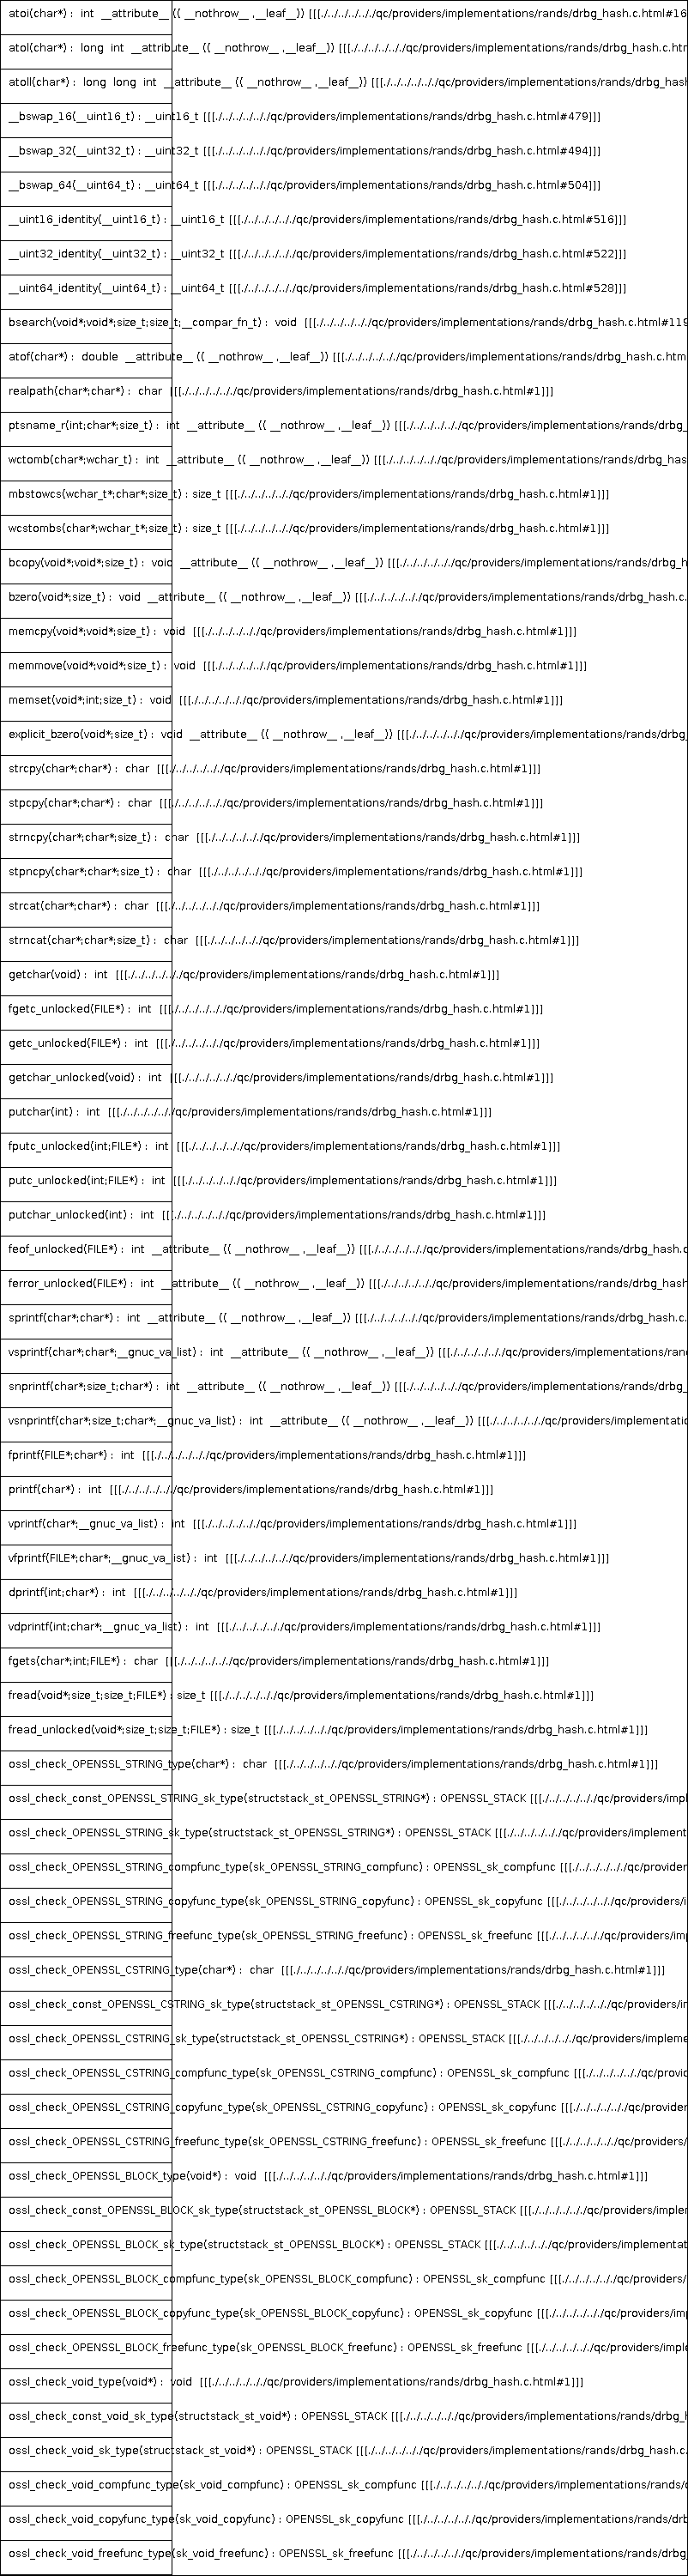 atoi(char*) : int __attribute__ (( __nothrow__ ,__leaf__)) [[[./../../../../qc/providers/implementations/rands/drbg_hash.c.html#16
atol(char*) : long int __attribute__ (( __nothrow__ ,__leaf__)) [[[./../../../../qc/providers/implementations/rands/drbg_hash.c.htm
atoll(char*) : long long int __attribute__ (( __nothrow__ ,__leaf__)) [[[./../../../../qc/providers/implementations/rands/drbg_hash
__bswap_16(__uint16_t) : __uint16_t [[[./../../../../qc/providers/implementations/rands/drbg_hash.c.html#479]]]
__bswap_32(__uint32_t) : __uint32_t [[[./../../../../qc/providers/implementations/rands/drbg_hash.c.html#494]]]
__bswap_64(__uint64_t) : __uint64_t [[[./../../../../qc/providers/implementations/rands/drbg_hash.c.html#504]]]
__uint16_identity(__uint16_t) : __uint16_t [[[./../../../../qc/providers/implementations/rands/drbg_hash.c.html#516]]]
__uint32_identity(__uint32_t) : __uint32_t [[[./../../../../qc/providers/implementations/rands/drbg_hash.c.html#522]]]
__uint64_identity(__uint64_t) : __uint64_t [[[./../../../../qc/providers/implementations/rands/drbg_hash.c.html#528]]]
bsearch(void*;void*;size_t;size_t;__compar_fn_t) : void [[[./../../../../qc/providers/implementations/rands/drbg_hash.c.html#119
atof(char*) : double __attribute__ (( __nothrow__ ,__leaf__)) [[[./../../../../qc/providers/implementations/rands/drbg_hash.c.htm
realpath(char*;char*) : char [[[./../../../../qc/providers/implementations/rands/drbg_hash.c.html#1]]]
ptsname_r(int;char*;size_t) : int __attribute__ (( __nothrow__ ,__leaf__)) [[[./../../../../qc/providers/implementations/rands/drbg_
wctomb(char*;wchar_t) : int __attribute__ (( __nothrow__ ,__leaf__)) [[[./../../../../qc/providers/implementations/rands/drbg_has
mbstowcs(wchar_t*;char*;size_t) : size_t [[[./../../../../qc/providers/implementations/rands/drbg_hash.c.html#1]]]
wcstombs(char*;wchar_t*;size_t) : size_t [[[./../../../../qc/providers/implementations/rands/drbg_hash.c.html#1]]]
bcopy(void*;void*;size_t) : void __attribute__ (( __nothrow__ ,__leaf__)) [[[./../../../../qc/providers/implementations/rands/drbg_h
bzero(void*;size_t) : void __attribute__ (( __nothrow__ ,__leaf__)) [[[./../../../../qc/providers/implementations/rands/drbg_hash.c.
memcpy(void*;void*;size_t) : void [[[./../../../../qc/providers/implementations/rands/drbg_hash.c.html#1]]]
memmove(void*;void*;size_t) : void [[[./../../../../qc/providers/implementations/rands/drbg_hash.c.html#1]]]
memset(void*;int;size_t) : void [[[./../../../../qc/providers/implementations/rands/drbg_hash.c.html#1]]]
explicit_bzero(void*;size_t) : void __attribute__ (( __nothrow__ ,__leaf__)) [[[./../../../../qc/providers/implementations/rands/drbg_
strcpy(char*;char*) : char [[[./../../../../qc/providers/implementations/rands/drbg_hash.c.html#1]]]
stpcpy(char*;char*) : char [[[./../../../../qc/providers/implementations/rands/drbg_hash.c.html#1]]]
strncpy(char*;char*;size_t) : char [[[./../../../../qc/providers/implementations/rands/drbg_hash.c.html#1]]]
stpncpy(char*;char*;size_t) : char [[[./../../../../qc/providers/implementations/rands/drbg_hash.c.html#1]]]
strcat(char*;char*) : char [[[./../../../../qc/providers/implementations/rands/drbg_hash.c.html#1]]]
strncat(char*;char*;size_t) : char [[[./../../../../qc/providers/implementations/rands/drbg_hash.c.html#1]]]
getchar(void) : int [[[./../../../../qc/providers/implementations/rands/drbg_hash.c.html#1]]]
fgetc_unlocked(FILE*) : int [[[./../../../../qc/providers/implementations/rands/drbg_hash.c.html#1]]]
getc_unlocked(FILE*) : int [[[./../../../../qc/providers/implementations/rands/drbg_hash.c.html#1]]]
getchar_unlocked(void) : int [[[./../../../../qc/providers/implementations/rands/drbg_hash.c.html#1]]]
putchar(int) : int [[[./../../../../qc/providers/implementations/rands/drbg_hash.c.html#1]]]
fputc_unlocked(int;FILE*) : int [[[./../../../../qc/providers/implementations/rands/drbg_hash.c.html#1]]]
putc_unlocked(int;FILE*) : int [[[./../../../../qc/providers/implementations/rands/drbg_hash.c.html#1]]]
putchar_unlocked(int) : int [[[./../../../../qc/providers/implementations/rands/drbg_hash.c.html#1]]]
feof_unlocked(FILE*) : int __attribute__ (( __nothrow__ ,__leaf__)) [[[./../../../../qc/providers/implementations/rands/drbg_hash.c
ferror_unlocked(FILE*) : int __attribute__ (( __nothrow__ ,__leaf__)) [[[./../../../../qc/providers/implementations/rands/drbg_hash
sprintf(char*;char*) : int __attribute__ (( __nothrow__ ,__leaf__)) [[[./../../../../qc/providers/implementations/rands/drbg_hash.c.
vsprintf(char*;char*;__gnuc_va_list) : int __attribute__ (( __nothrow__ ,__leaf__)) [[[./../../../../qc/providers/implementations/ran
snprintf(char*;size_t;char*) : int __attribute__ (( __nothrow__ ,__leaf__)) [[[./../../../../qc/providers/implementations/rands/drbg_
vsnprintf(char*;size_t;char*;__gnuc_va_list) : int __attribute__ (( __nothrow__ ,__leaf__)) [[[./../../../../qc/providers/implementatio
fprintf(FILE*;char*) : int [[[./../../../../qc/providers/implementations/rands/drbg_hash.c.html#1]]]
printf(char*) : int [[[./../../../../qc/providers/implementations/rands/drbg_hash.c.html#1]]]
vprintf(char*;__gnuc_va_list) : int [[[./../../../../qc/providers/implementations/rands/drbg_hash.c.html#1]]]
vfprintf(FILE*;char*;__gnuc_va_list) : int [[[./../../../../qc/providers/implementations/rands/drbg_hash.c.html#1]]]
dprintf(int;char*) : int [[[./../../../../qc/providers/implementations/rands/drbg_hash.c.html#1]]]
vdprintf(int;char*;__gnuc_va_list) : int [[[./../../../../qc/providers/implementations/rands/drbg_hash.c.html#1]]]
fgets(char*;int;FILE*) : char [[[./../../../../qc/providers/implementations/rands/drbg_hash.c.html#1]]]
fread(void*;size_t;size_t;FILE*) : size_t [[[./../../../../qc/providers/implementations/rands/drbg_hash.c.html#1]]]
fread_unlocked(void*;size_t;size_t;FILE*) : size_t [[[./../../../../qc/providers/implementations/rands/drbg_hash.c.html#1]]]
ossl_check_OPENSSL_STRING_type(char*) : char [[[./../../../../qc/providers/implementations/rands/drbg_hash.c.html#1]]]
ossl_check_const_OPENSSL_STRING_sk_type(structstack_st_OPENSSL_STRING*) : OPENSSL_STACK [[[./../../../../qc/providers/impl
ossl_check_OPENSSL_STRING_sk_type(structstack_st_OPENSSL_STRING*) : OPENSSL_STACK [[[./../../../../qc/providers/implement
ossl_check_OPENSSL_STRING_compfunc_type(sk_OPENSSL_STRING_compfunc) : OPENSSL_sk_compfunc [[[./../../../../qc/provider
ossl_check_OPENSSL_STRING_copyfunc_type(sk_OPENSSL_STRING_copyfunc) : OPENSSL_sk_copyfunc [[[./../../../../qc/providers/i
ossl_check_OPENSSL_STRING_freefunc_type(sk_OPENSSL_STRING_freefunc) : OPENSSL_sk_freefunc [[[./../../../../qc/providers/imp
ossl_check_OPENSSL_CSTRING_type(char*) : char [[[./../../../../qc/providers/implementations/rands/drbg_hash.c.html#1]]]
ossl_check_const_OPENSSL_CSTRING_sk_type(structstack_st_OPENSSL_CSTRING*) : OPENSSL_STACK [[[./../../../../qc/providers/im
ossl_check_OPENSSL_CSTRING_sk_type(structstack_st_OPENSSL_CSTRING*) : OPENSSL_STACK [[[./../../../../qc/providers/impleme
ossl_check_OPENSSL_CSTRING_compfunc_type(sk_OPENSSL_CSTRING_compfunc) : OPENSSL_sk_compfunc [[[./../../../../qc/provid
ossl_check_OPENSSL_CSTRING_copyfunc_type(sk_OPENSSL_CSTRING_copyfunc) : OPENSSL_sk_copyfunc [[[./../../../../qc/provider
ossl_check_OPENSSL_CSTRING_freefunc_type(sk_OPENSSL_CSTRING_freefunc) : OPENSSL_sk_freefunc [[[./../../../../qc/providers/
ossl_check_OPENSSL_BLOCK_type(void*) : void [[[./../../../../qc/providers/implementations/rands/drbg_hash.c.html#1]]]
ossl_check_const_OPENSSL_BLOCK_sk_type(structstack_st_OPENSSL_BLOCK*) : OPENSSL_STACK [[[./../../../../qc/providers/implem
ossl_check_OPENSSL_BLOCK_sk_type(structstack_st_OPENSSL_BLOCK*) : OPENSSL_STACK [[[./../../../../qc/providers/implementat
ossl_check_OPENSSL_BLOCK_compfunc_type(sk_OPENSSL_BLOCK_compfunc) : OPENSSL_sk_compfunc [[[./../../../../qc/providers/
ossl_check_OPENSSL_BLOCK_copyfunc_type(sk_OPENSSL_BLOCK_copyfunc) : OPENSSL_sk_copyfunc [[[./../../../../qc/providers/imp
ossl_check_OPENSSL_BLOCK_freefunc_type(sk_OPENSSL_BLOCK_freefunc) : OPENSSL_sk_freefunc [[[./../../../../qc/providers/imple
ossl_check_void_type(void*) : void [[[./../../../../qc/providers/implementations/rands/drbg_hash.c.html#1]]]
ossl_check_const_void_sk_type(structstack_st_void*) : OPENSSL_STACK [[[./../../../../qc/providers/implementations/rands/drbg_h
ossl_check_void_sk_type(structstack_st_void*) : OPENSSL_STACK [[[./../../../../qc/providers/implementations/rands/drbg_hash.c.
ossl_check_void_compfunc_type(sk_void_compfunc) : OPENSSL_sk_compfunc [[[./../../../../qc/providers/implementations/rands/d
ossl_check_void_copyfunc_type(sk_void_copyfunc) : OPENSSL_sk_copyfunc [[[./../../../../qc/providers/implementations/rands/drb
ossl_check_void_freefunc_type(sk_void_freefunc) : OPENSSL_sk_freefunc [[[./../../../../qc/providers/implementations/rands/drbg_